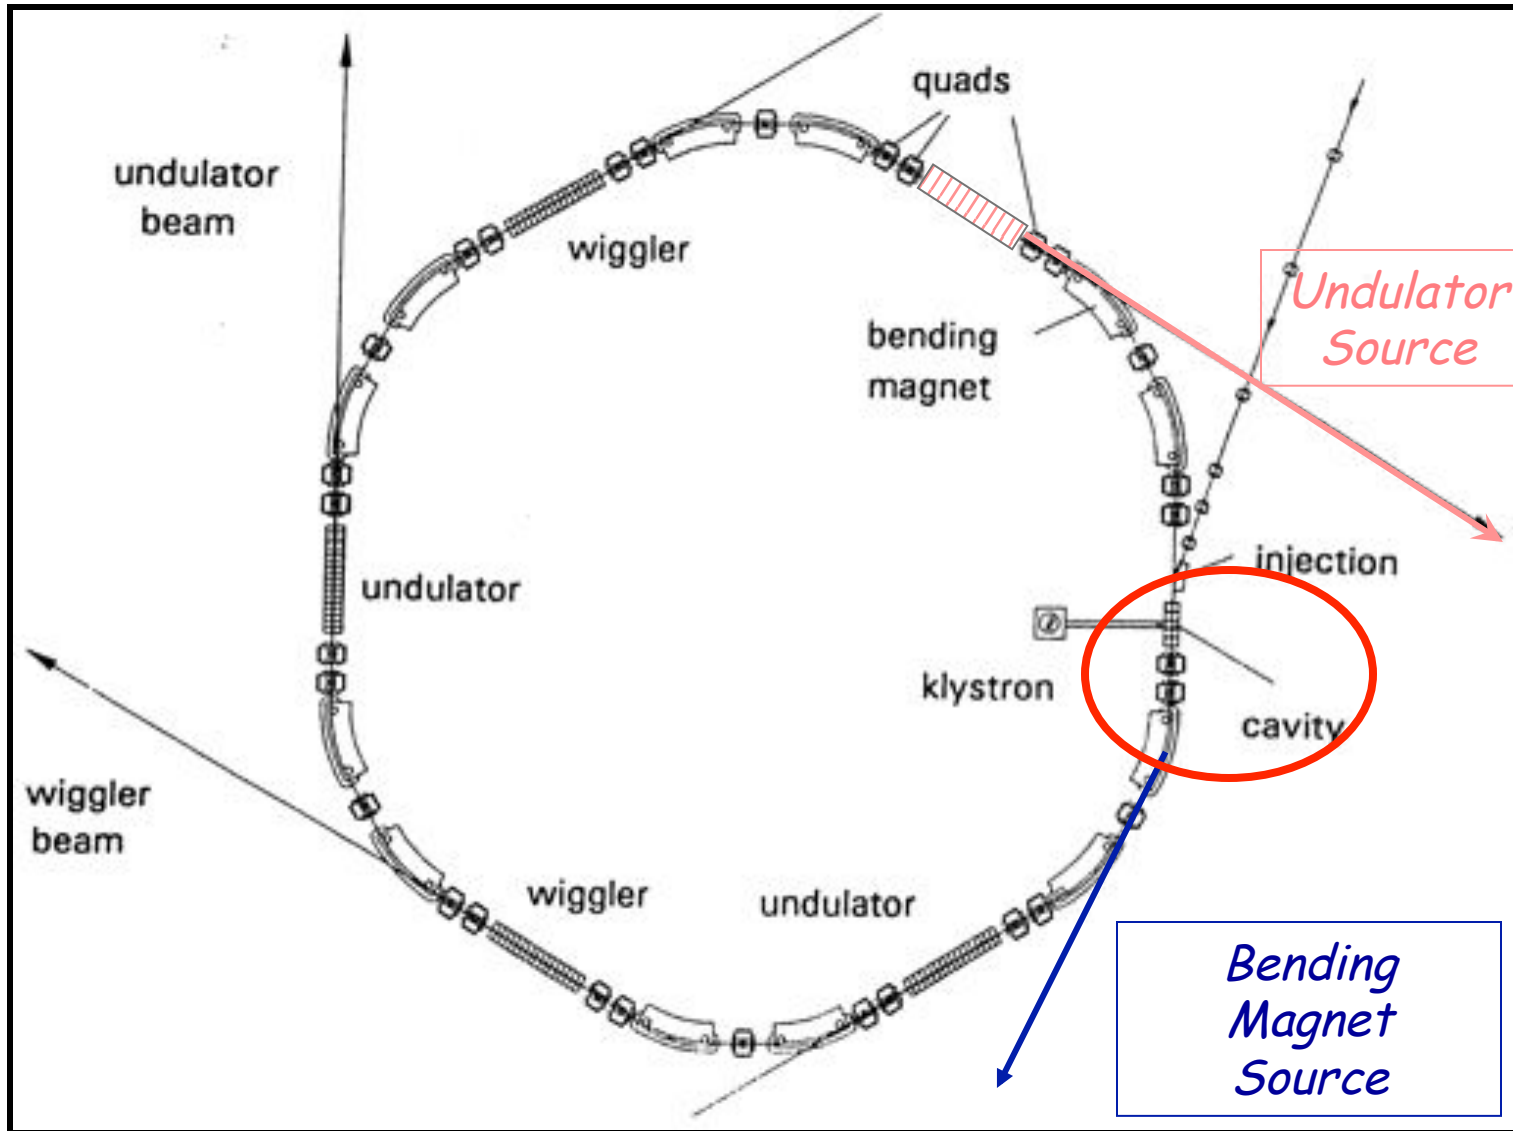 quads
undulator
beam
wiggler
Undulator
Source
bending
magnet
injection
undulator
klystron
cavity
wiggler
beam
wiggler
undulator
Bending
Magnet
Source